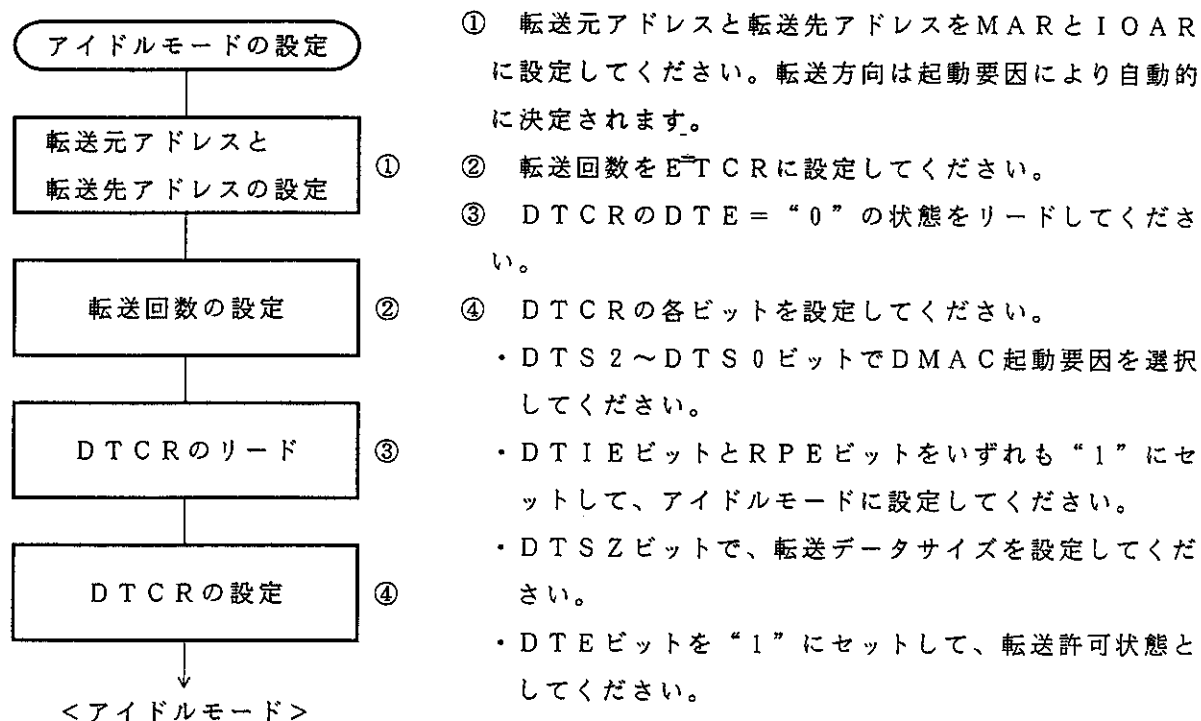 アイドルモードの設定
転送元アドレスと
転送先アドレスの設定
①
転送回数の設定
②
DTCRのリード
③
DTCRの設定
④
<アイドルモード>
① 転送元アドレスと転送先アドレスをMARとIOAR
に設定してください。転送方向は起動要因により自動的
に決定されます。
② 転送回数をETCRに設定してください。
③ DTCRのDTE=“0”の状態をリードしてくださ
い。
④ DTCRの各ビットを設定してください。
・DTS2~DTS0ビットでDMAC起動要因を選択
してください。
・DTIEビットとRPEビットをいずれも“1”にセ
ットして、アイドルモードに設定してください。
・DTSZビットで、転送データサイズを設定してくだ
さい。
・DTEビットを“1”にセットして、転送許可状態と
してください。